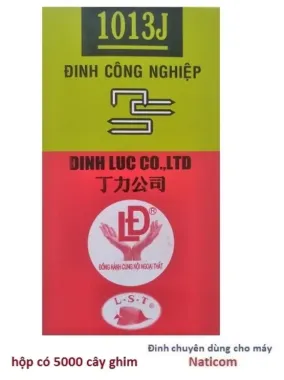 1013J
ĐINH CÔNG NGHIỆP
DINH LUC CO.,LTD
丁力公司
LĐ®
ĐỒNG HÀNH CÙNG NỘI NGOẠI THẤT
L-S-T®
Đinh chuyên dùng cho máy
hộp có 5000 cây ghim
Naticom